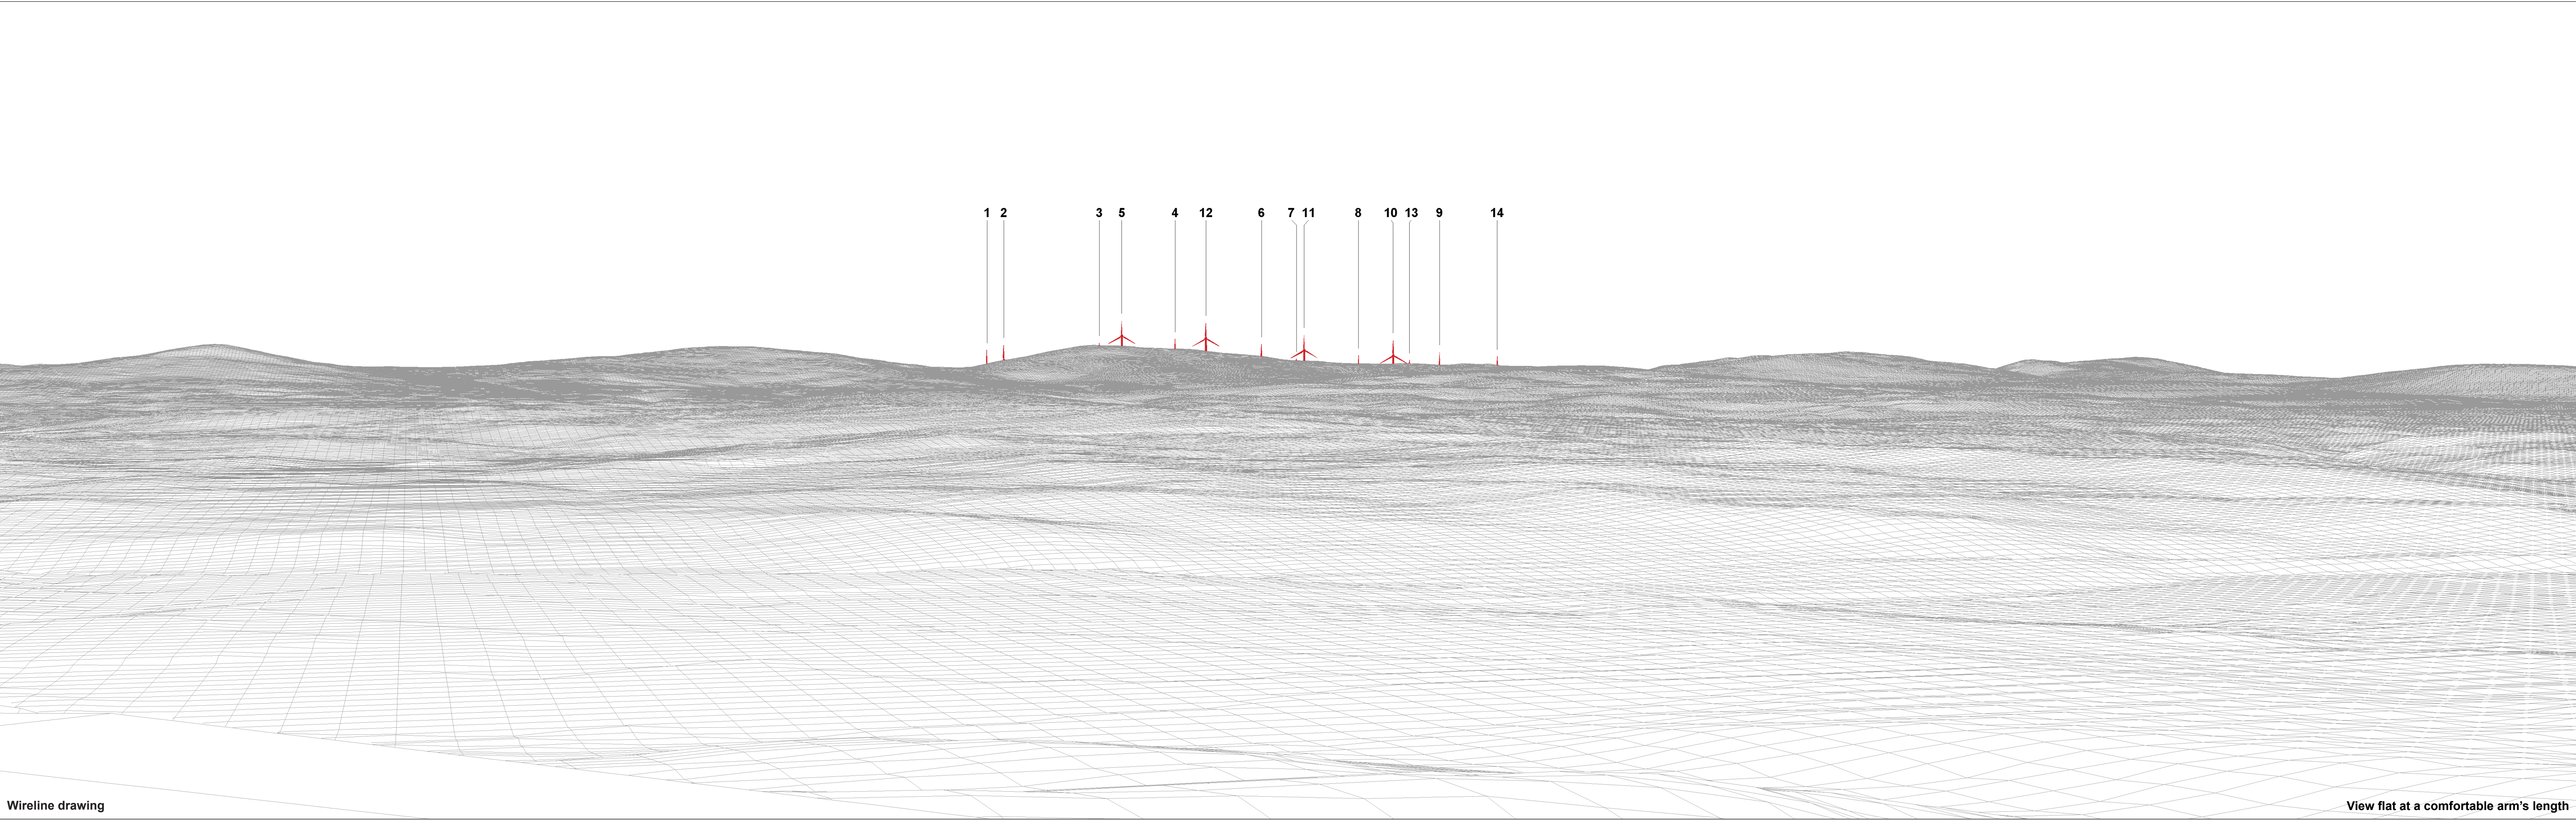 1 2 3 5 4 12 6 7 11 8 10 13 9 14
Wireline drawing
View flat at a comfortable arm's length